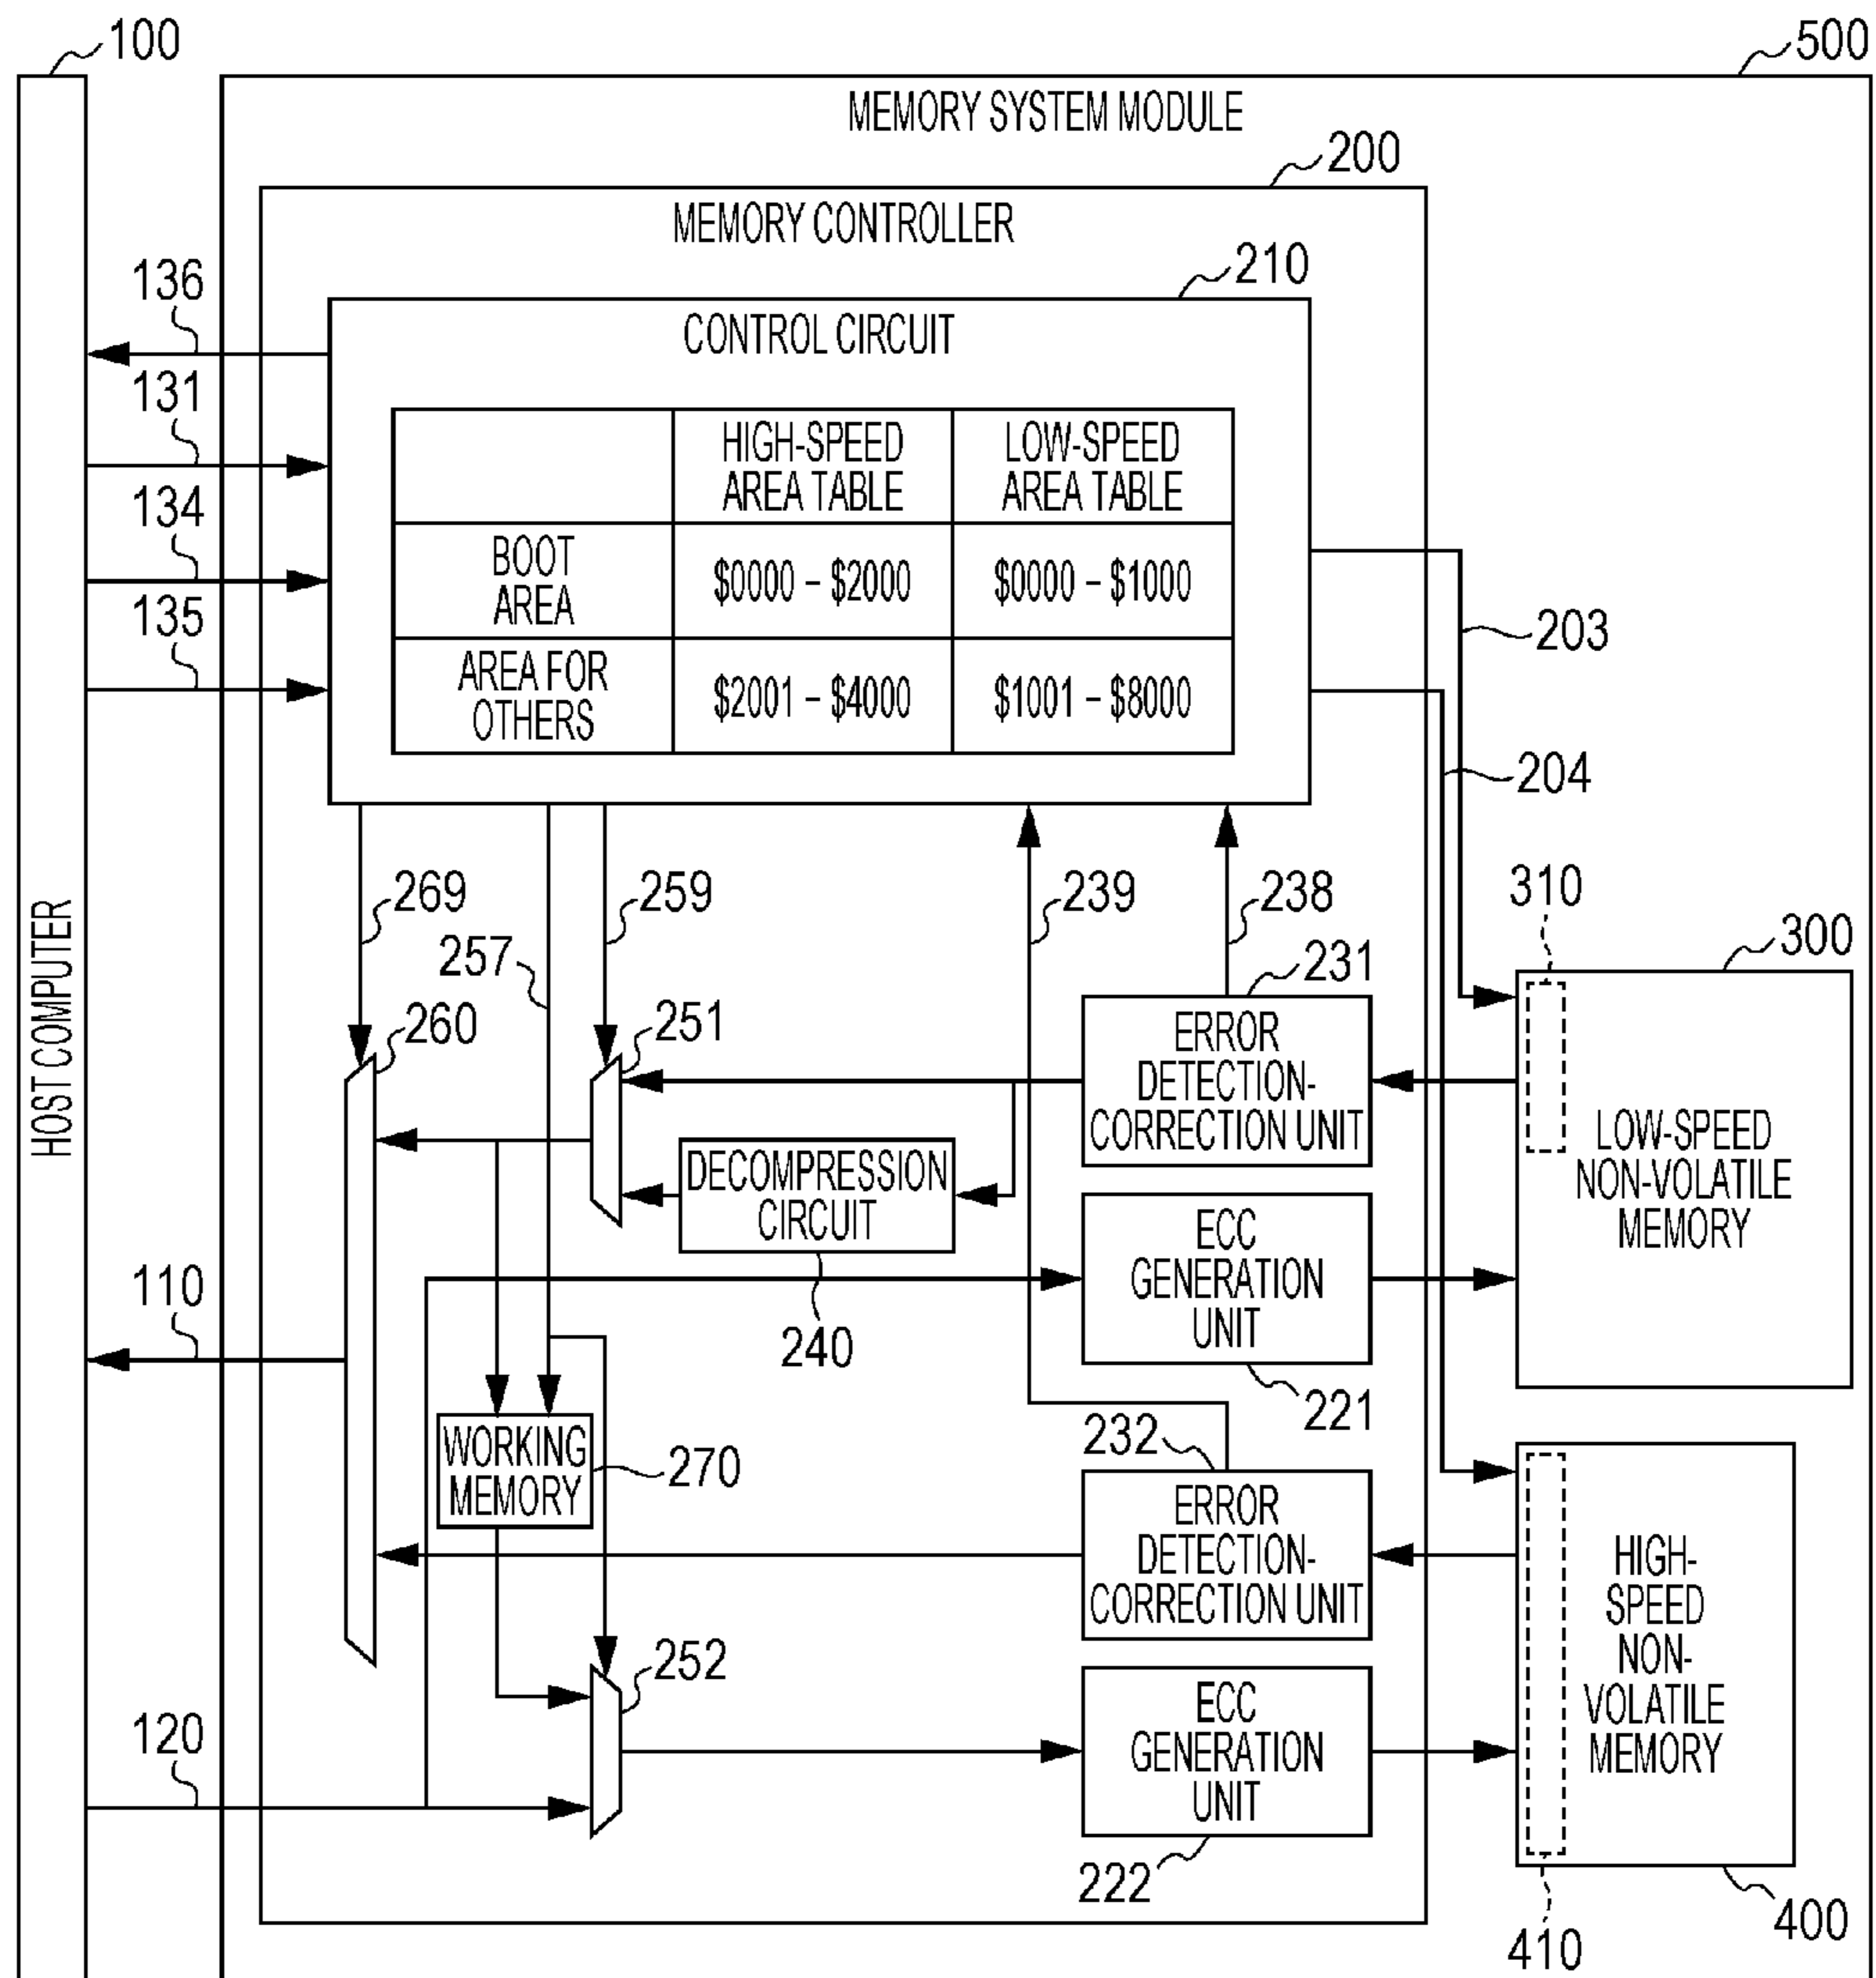 100
500
MEMORY SYSTEM MODULE
200
MEMORY CONTROLLER
210
CONTROL CIRCUIT
136
131
134
135
HIGH-SPEED
AREA TABLE
LOW-SPEED
AREA TABLE
BOOT
AREA
$0000 – $2000
$0000 – $1000
AREA FOR
OTHERS
$2001 – $4000
$1001 – $8000
203
204
HOST COMPUTER
269
257
259
239
238
310
300
260
251
231
ERROR
DETECTION-
CORRECTION UNIT
LOW-SPEED
NON-VOLATILE
MEMORY
DECOMPRESSION
CIRCUIT
240
ECC
GENERATION
UNIT
221
110
WORKING
MEMORY
270
232
ERROR
DETECTION-
CORRECTION UNIT
HIGH-
SPEED
NON-
VOLATILE
MEMORY
252
ECC
GENERATION
UNIT
222
120
410
400